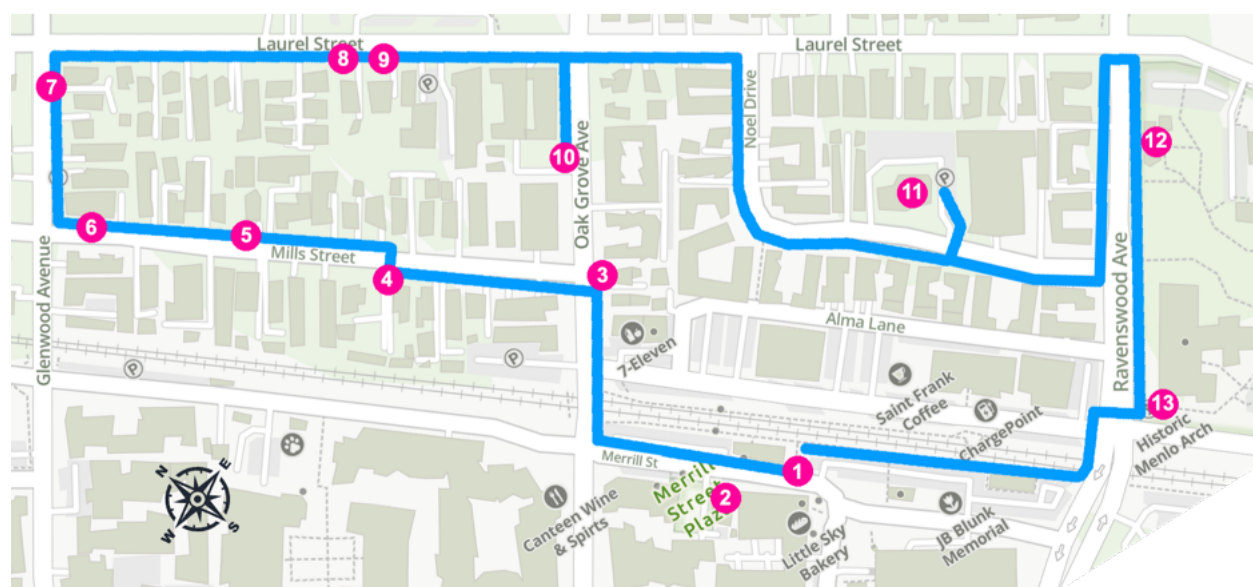 Laurel Street
Laurel Street
8
9
7
P
Noel Drive
12
10
Oak Grove Ave
P
11
6
5
Mills Street
4
3
Glenwood Avenue
Ravenswood Ave
Alma Lane
7-Eleven
P
P
Saint Frank
Coffee
ChargePoint
13
Historic
Menlo Arch
Merrill St
1
Merrill
Street
Plaz
2
N
E
W
S
Canteen Wine
& Spirts
Little Sky
Bakery
JB Blunk
Memorial